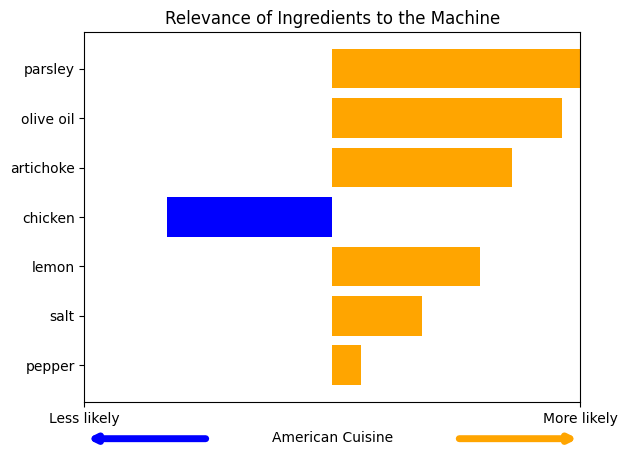 Relevance of Ingredients to the Machine
parsley
olive oil
artichoke
chicken
lemon
salt
pepper
Less likely
More likely
American Cuisine